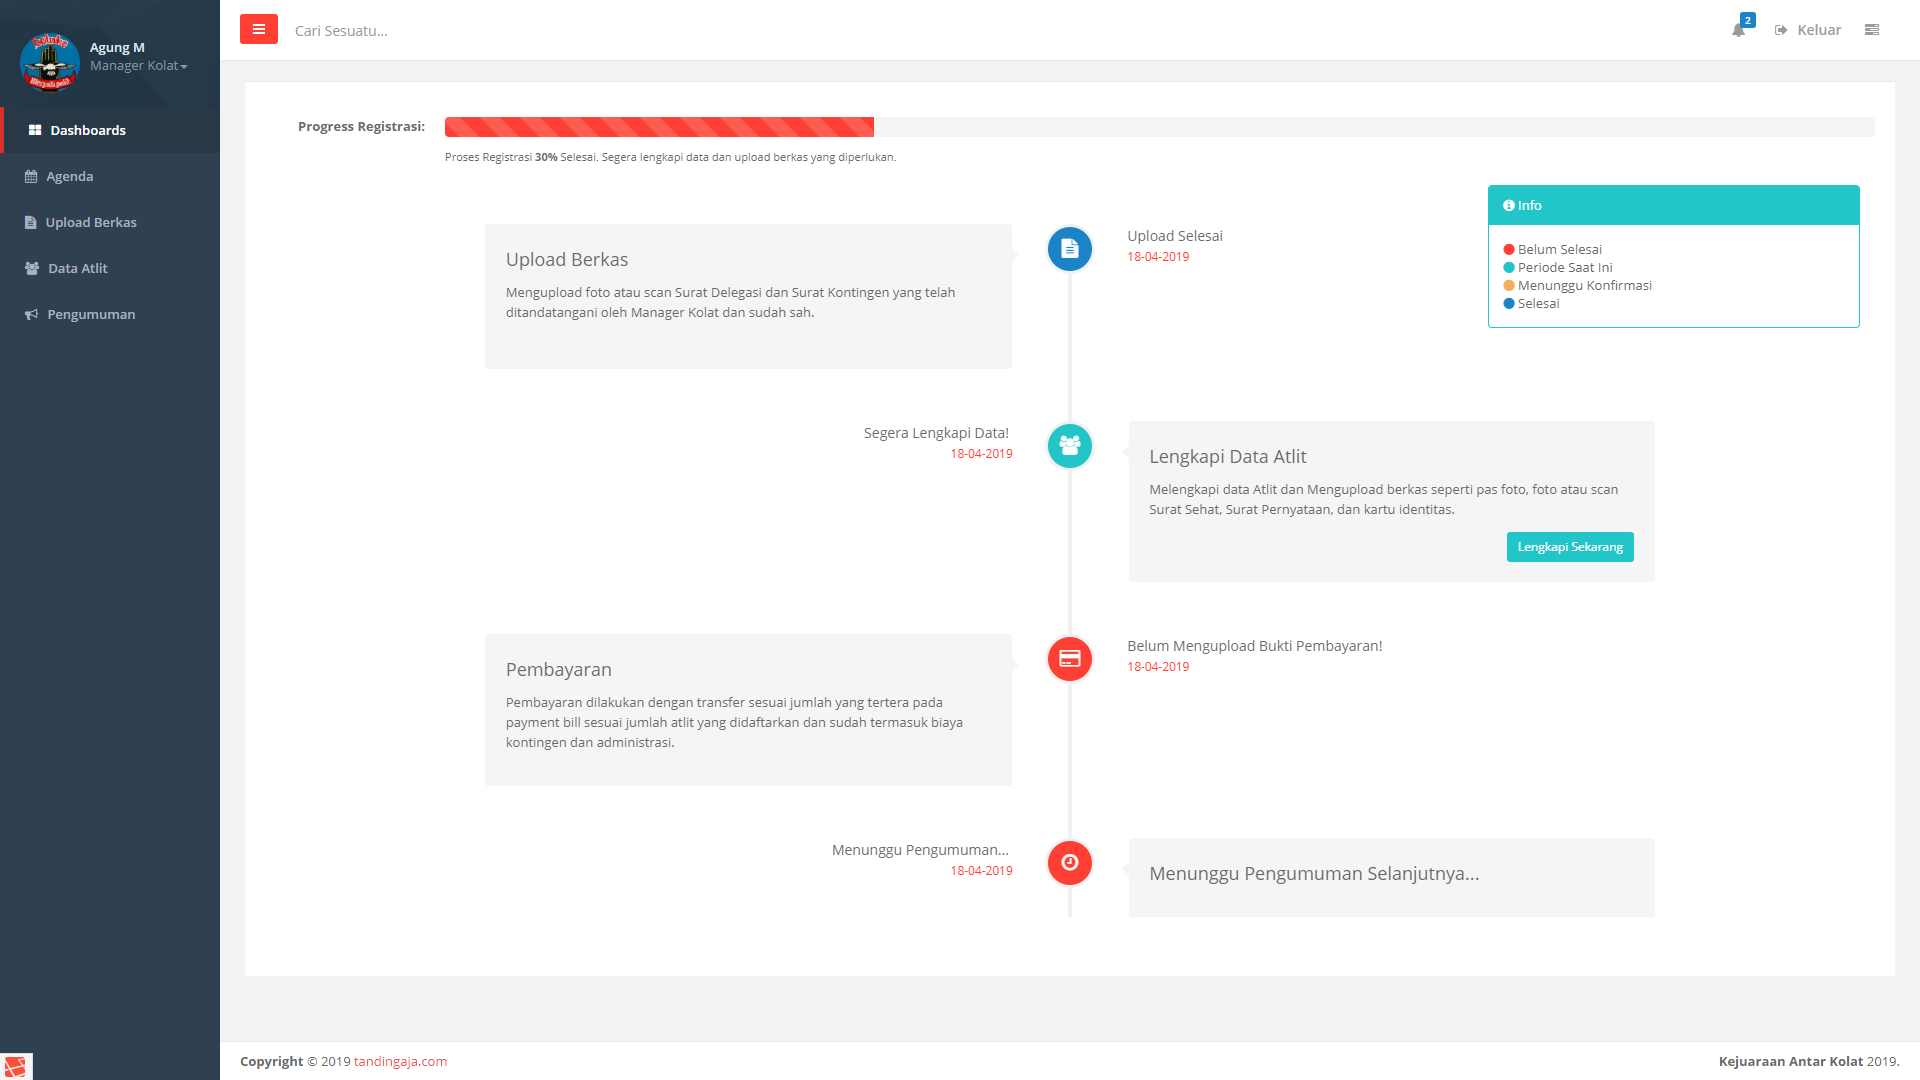 Agung M
Manager Kolat
Dashboards
Agenda
Upload Berkas
Data Atlit
Pengumuman
Cari Sesuatu...
2
Keluar
Progress Registrasi:
Proses Registrasi 30% Selesai. Segera lengkapi data dan upload berkas yang diperlukan.
Info
Belum Selesai
Periode Saat Ini
Menunggu Konfirmasi
Selesai
Upload Berkas
Mengupload foto atau scan Surat Delegasi dan Surat Kontingen yang telah
ditandatangani oleh Manager Kolat dan sudah sah.
Upload Selesai
18-04-2019
Segera Lengkapi Data!
18-04-2019
Lengkapi Data Atlit
Melengkapi data Atlit dan Mengupload berkas seperti pas foto, foto atau scan
Surat Sehat, Surat Pernyataan, dan kartu identitas.
Lengkapi Sekarang
Pembayaran
Pembayaran dilakukan dengan transfer sesuai jumlah yang tertera pada
payment bill sesuai jumlah atlit yang didaftarkan dan sudah termasuk biaya
kontingen dan administrasi.
Belum Mengupload Bukti Pembayaran!
18-04-2019
Menunggu Pengumuman...
18-04-2019
Menunggu Pengumuman Selanjutnya...
Copyright © 2019 tandingaja.com
Kejuaraan Antar Kolat 2019.